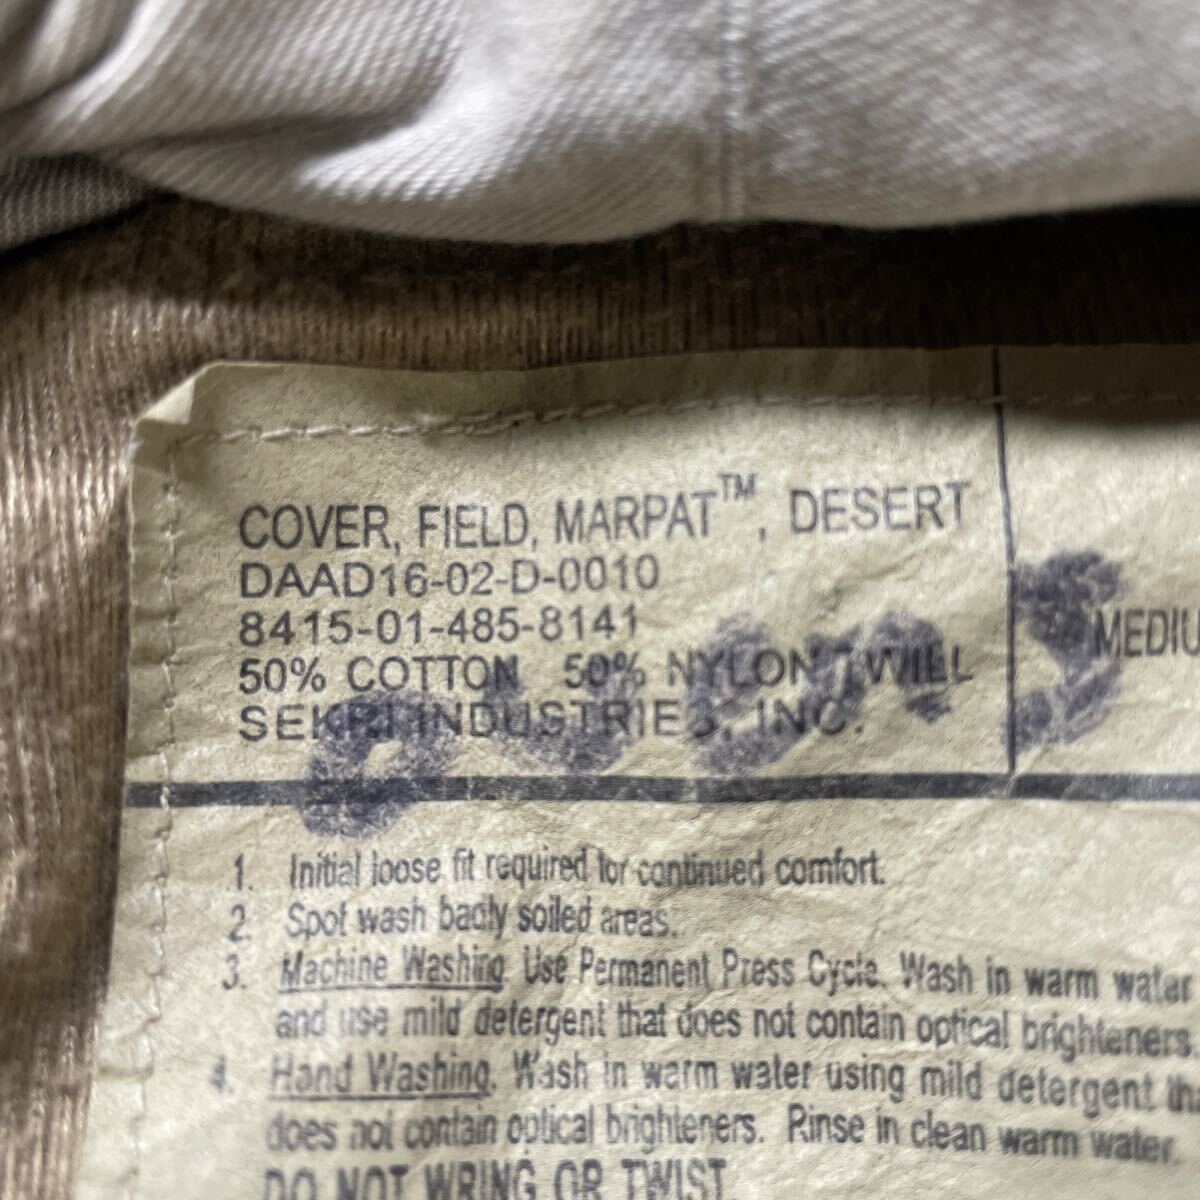 COVER, FIELD, MARPAT™, DESERT
DAAD16-02-D-0010
8415-01-485-8141
50% COTTON 50% NYLON TWILL
SEKRI INDUSTRIES, INC.
1. Initial loose fit required for continued comfort.
2. Spot wash badly soiled areas.
3. Machine Washing. Use Permanent Press Cycle. Wash in warm water
and use mild detergent that does not contain optical brighteners.
4. Hand Washing. Wash in warm water using mild detergent
does not contain optical brighteners. Rinse in clean warm water.
DO NOT WRING OR TWIST.